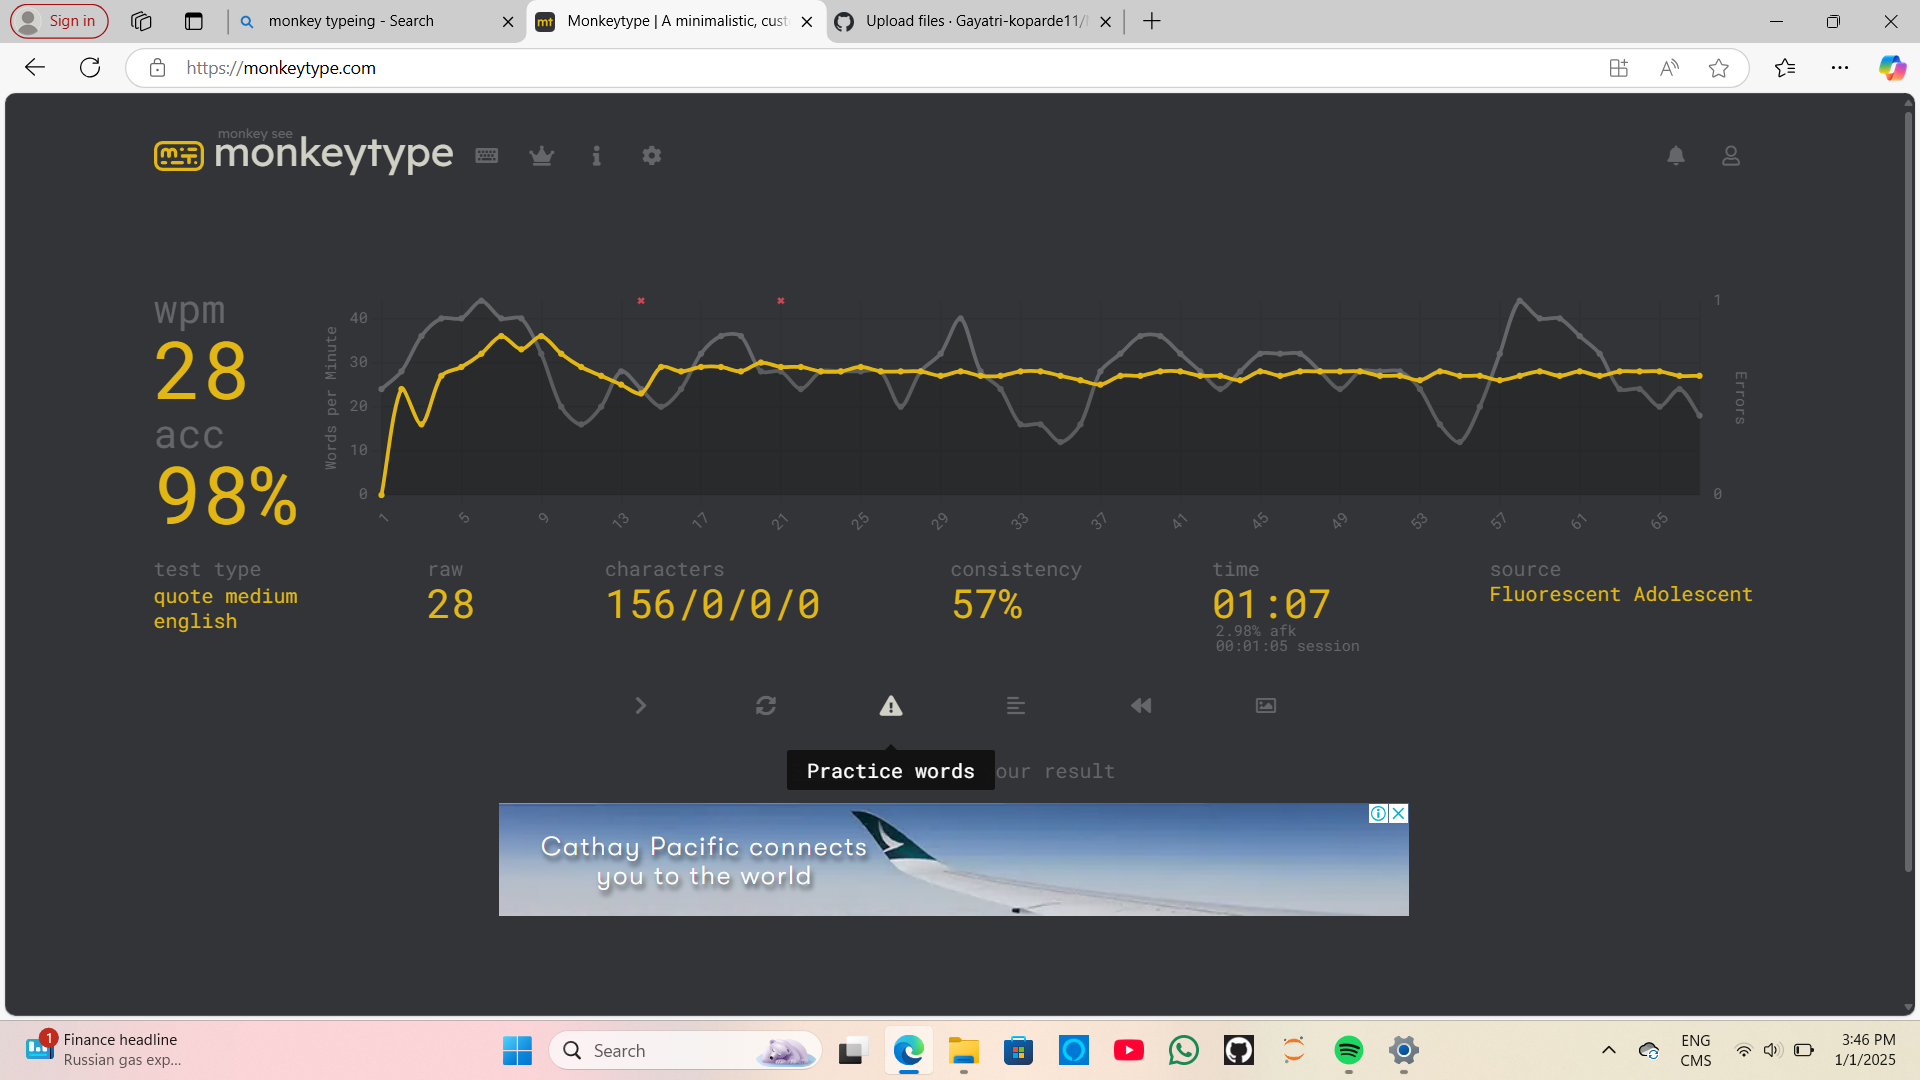 Sign in
monkey typeing - Search
mt
Monkeytype | A minimalistic, cust
Upload files · Gayatri-koparde11/
https://monkeytype.com
monkey see
monkeytype
wpm
28
acc
98%
Words per Minute
40
30
20
10
0
1
0
Errors
1 5 9 13 17 21 25 29 33 37 41 45 49 53 57 61 65
test type
quote medium
english
raw
28
characters
156/0/0/0
consistency
57%
time
01:07
2.98% afk
00:01:05 session
source
Fluorescent Adolescent
Practice words
our result
Cathay Pacific connects
you to the world
1
Finance headline
Russian gas exp...
Search
ENG
CMS
3:46 PM
1/1/2025